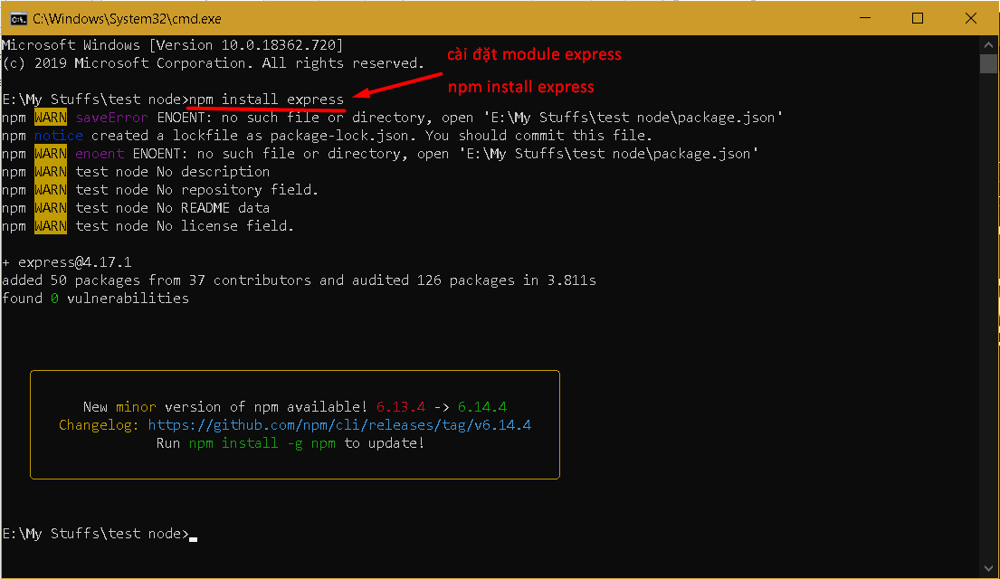 C:\Windows\System32\cmd.exe
Microsoft Windows [Version 10.0.18362.720]
(c) 2019 Microsoft Corporation. All rights reserved.
cài đặt module express
npm install express
E:\My Stuffs\test node>npm install express
npm WARN saveError ENOENT: no such file or directory, open 'E:\My Stuffs\test node\package.json'
npm notice created a lockfile as package-lock.json. You should commit this file.
npm WARN enoent ENOENT: no such file or directory, open 'E:\My Stuffs\test node\package.json'
npm WARN test node No description
npm WARN test node No repository field.
npm WARN test node No README data
npm WARN test node No license field.
+ express@4.17.1
added 50 packages from 37 contributors and audited 126 packages in 3.811s
found 0 vulnerabilities
New minor version of npm available! 6.13.4 -> 6.14.4
Changelog: https://github.com/npm/cli/releases/tag/v6.14.4
Run npm install -g npm to update!
E:\My Stuffs\test node>